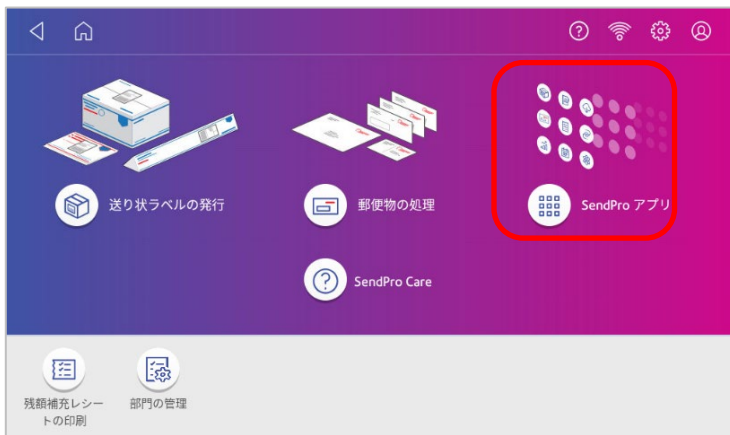 送り状ラベルの発行
郵便物の処理
SendPro アプリ
SendPro Care
残額補充レシー
トの印刷
部門の管理